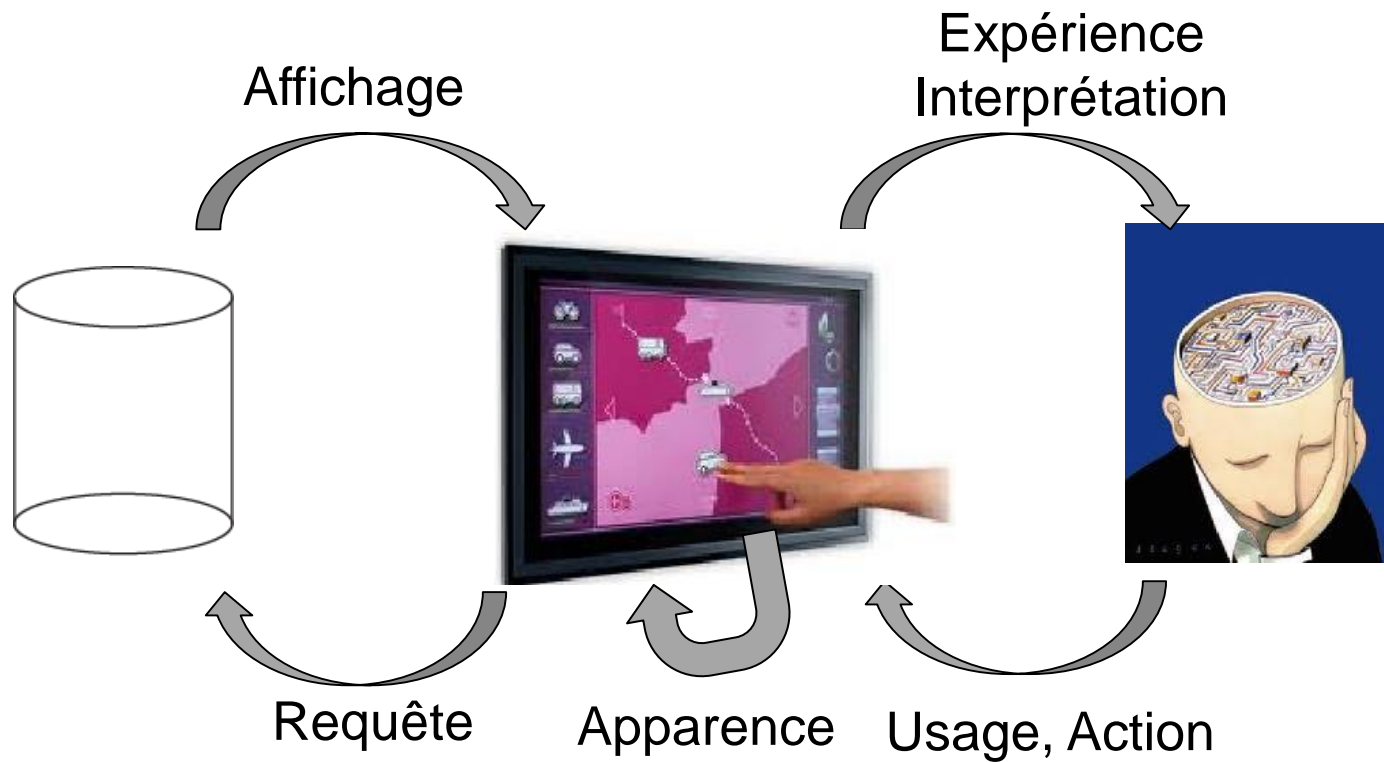 Affichage
Expérience
Interprétation
Requête
Apparence
Usage, Action